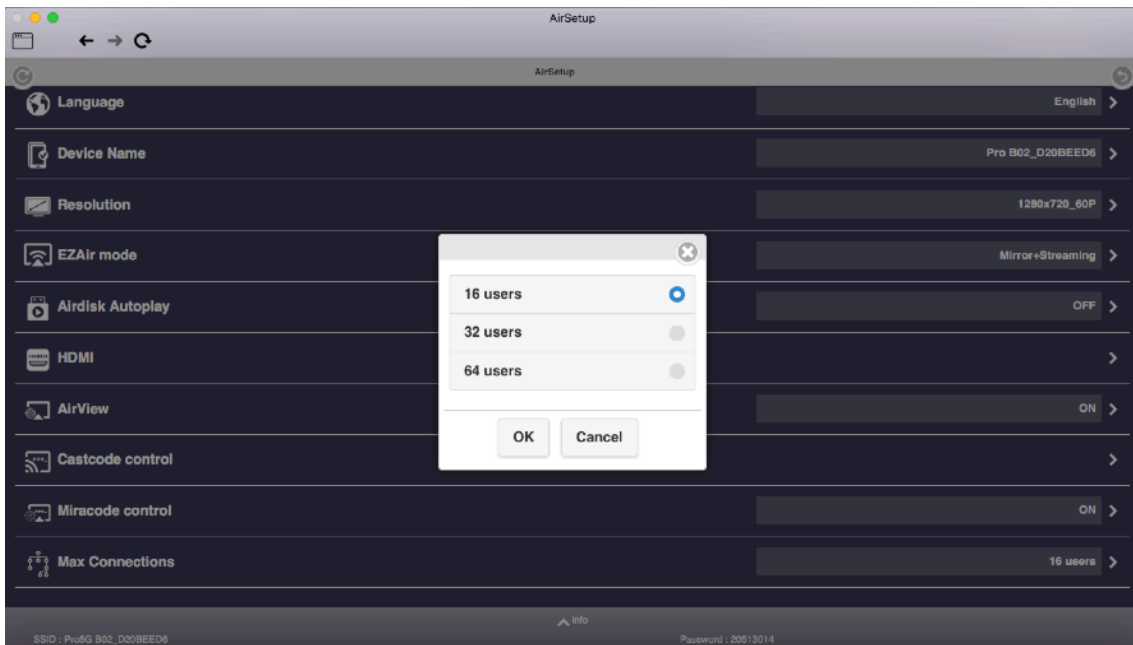 AirSetup
AirSetup
Language English
Device Name Pro B02_D20BEED6
Resolution 1280x720_60P
EZAir mode Mirror+Streaming
Airdisk Autoplay OFF
HDMI
AirView ON
Castcode control
Miracode control ON
Max Connections 16 users
16 users
32 users
64 users
OK Cancel
Info
SSID : Pro5G B02_D20BEED6 Password : 20513014